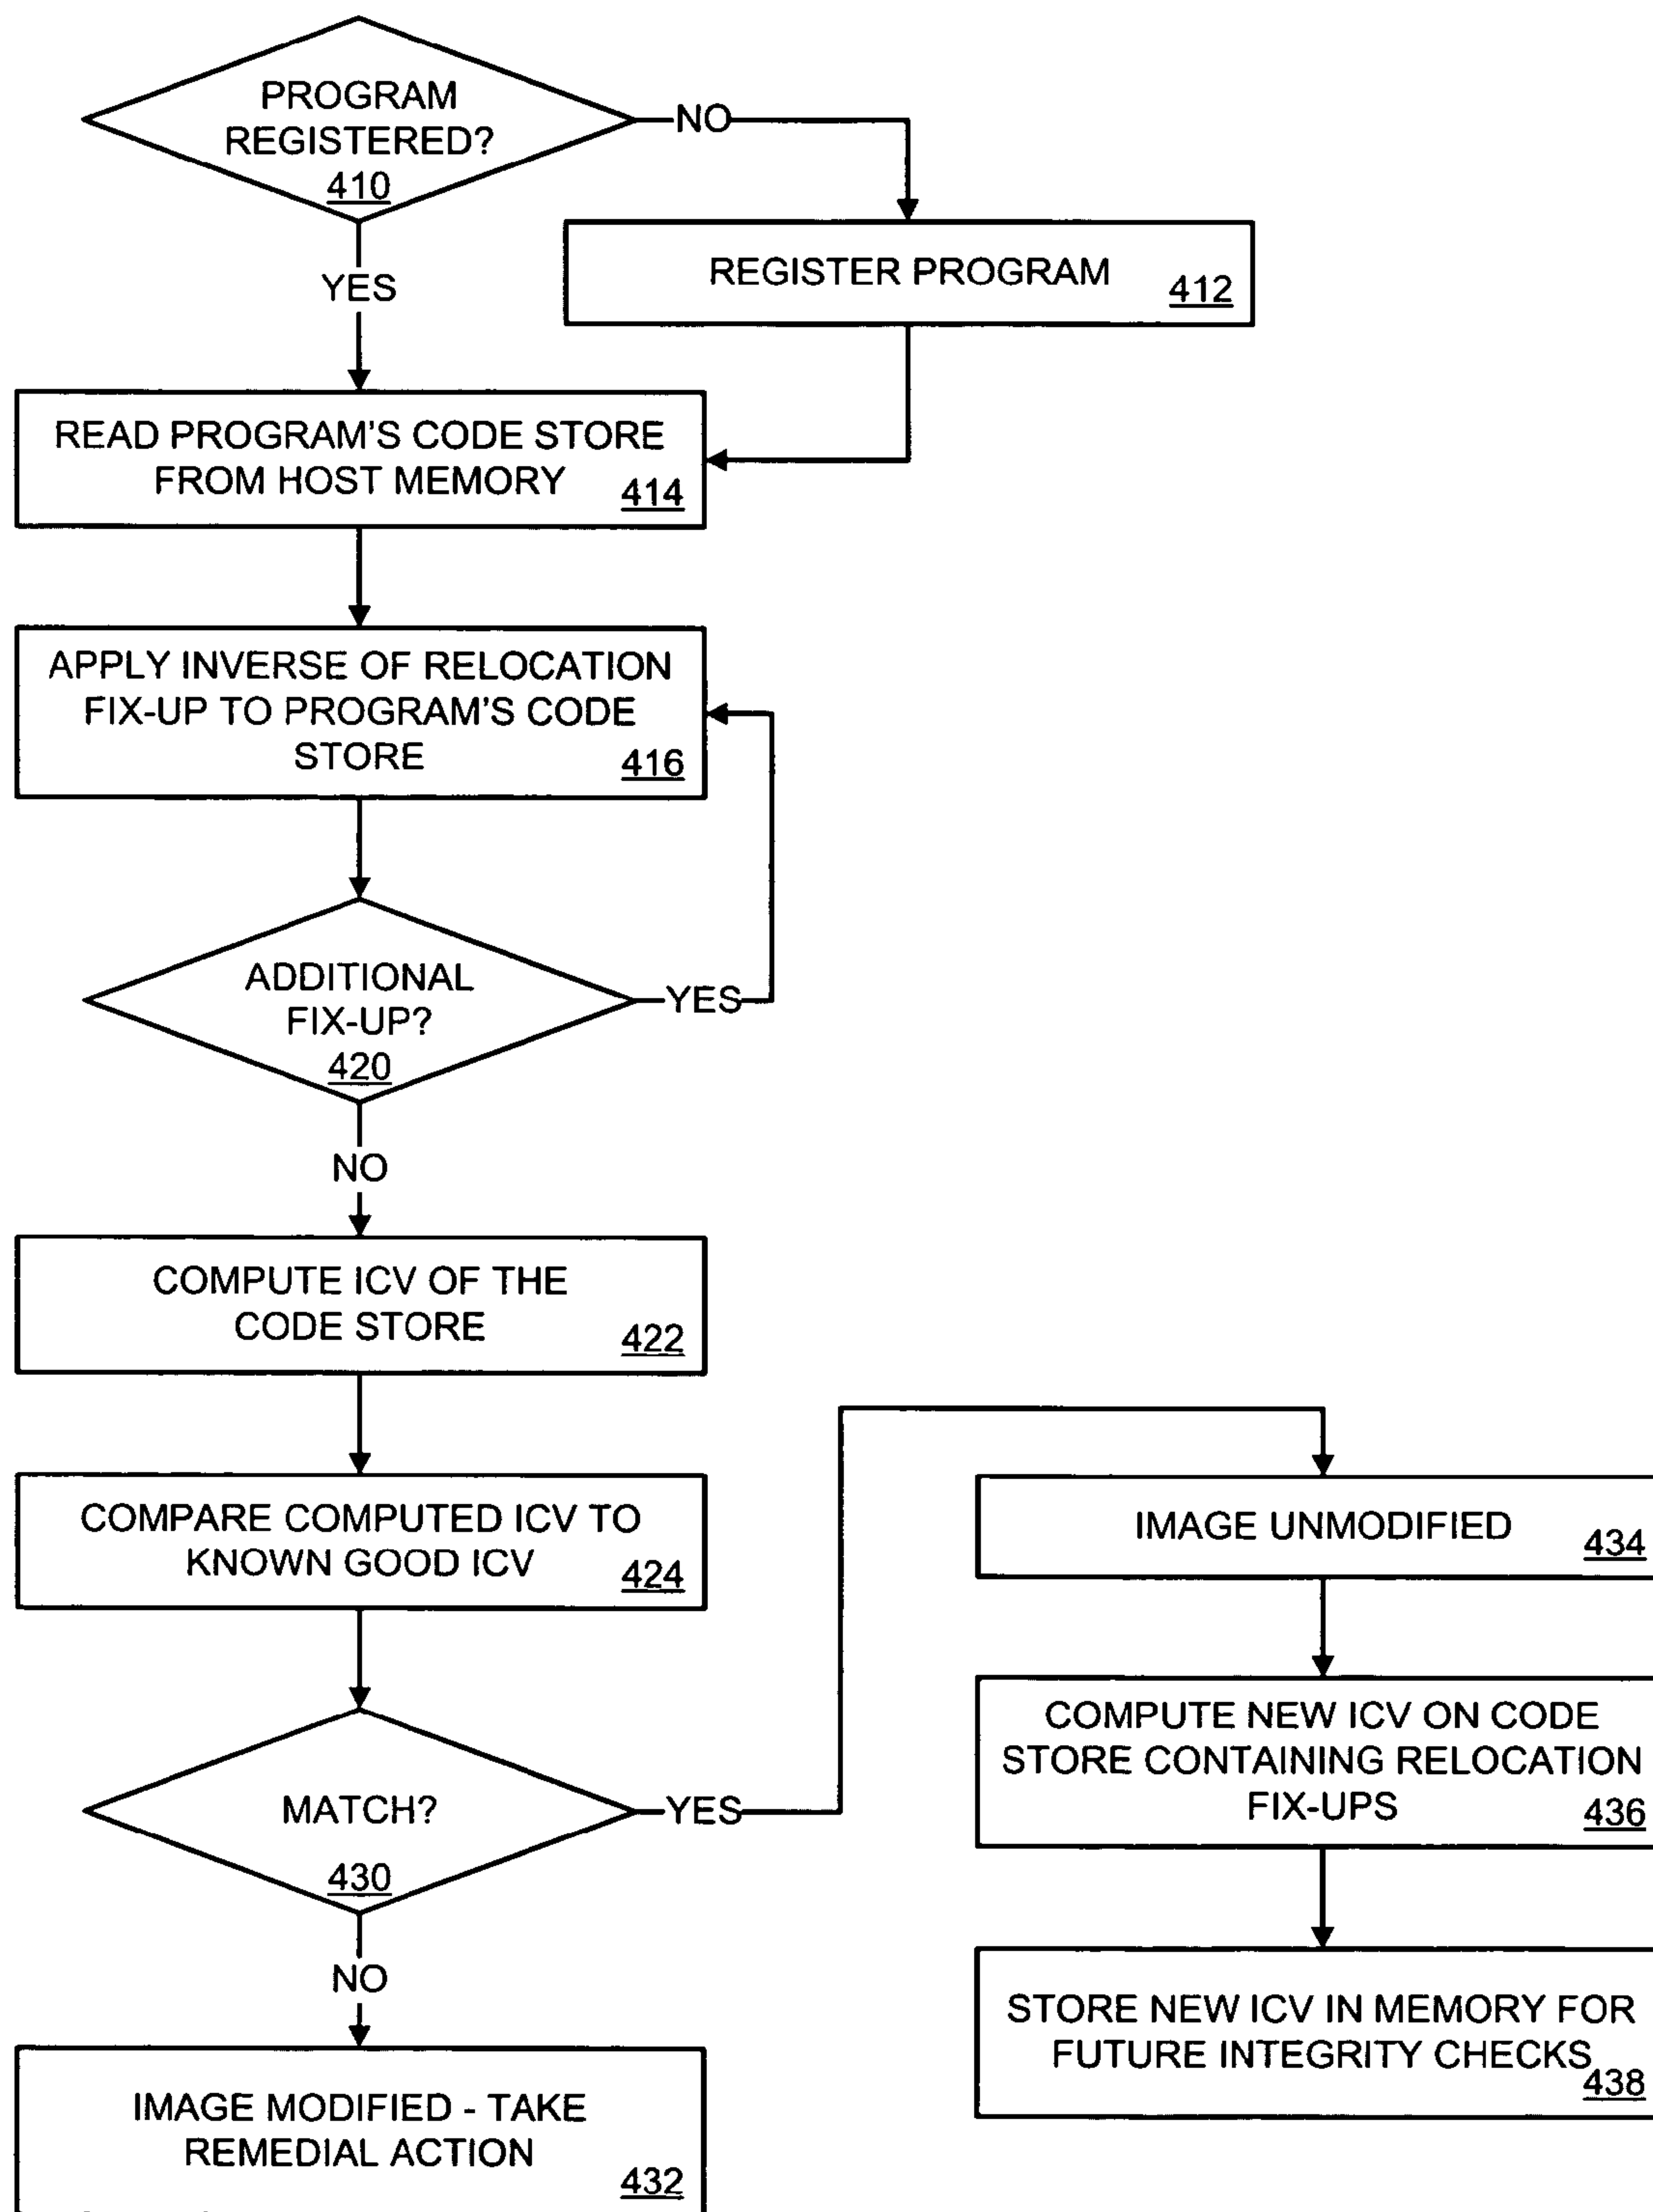 PROGRAM
REGISTERED?
410
NO
YES
REGISTER PROGRAM
412
READ PROGRAM'S CODE STORE
FROM HOST MEMORY
414
APPLY INVERSE OF RELOCATION
FIX-UP TO PROGRAM'S CODE
STORE
416
ADDITIONAL
FIX-UP?
420
YES
NO
COMPUTE ICV OF THE
CODE STORE
422
COMPARE COMPUTED ICV TO
KNOWN GOOD ICV
424
MATCH?
430
YES
NO
IMAGE MODIFIED - TAKE
REMEDIAL ACTION
432
IMAGE UNMODIFIED
434
COMPUTE NEW ICV ON CODE
STORE CONTAINING RELOCATION
FIX-UPS
436
STORE NEW ICV IN MEMORY FOR
FUTURE INTEGRITY CHECKS
438